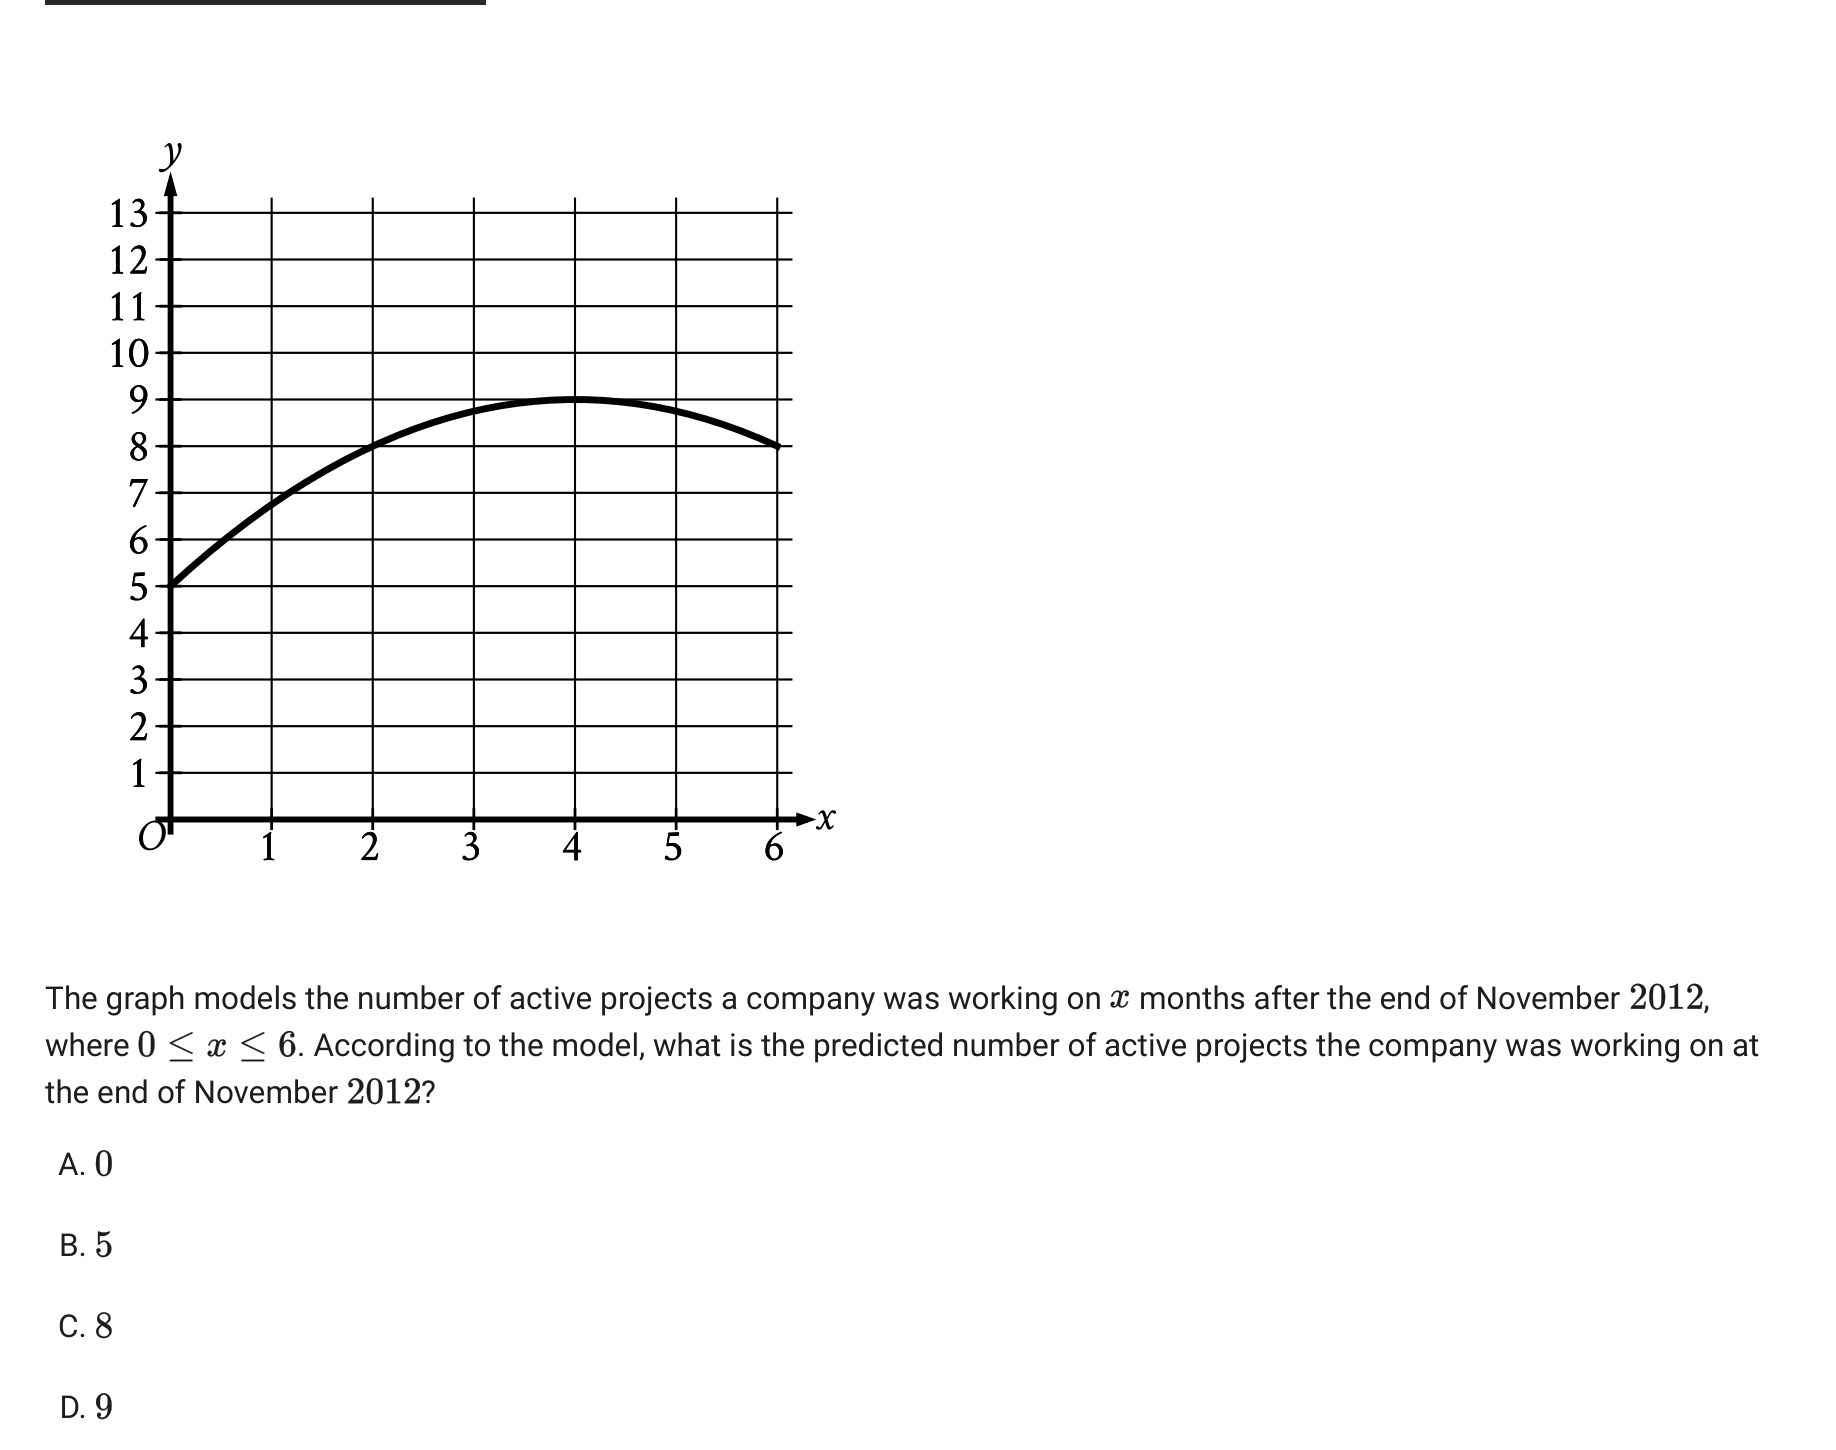 y
13
12
11
10
9
8
7
6
5
4
3
2
1
O
1 2 3 4 5 6
x
The graph models the number of active projects a company was working on x months after the end of November 2012,
where 0 ≤ x ≤ 6. According to the model, what is the predicted number of active projects the company was working on at
the end of November 2012?
A. 0
B. 5
C. 8
D. 9